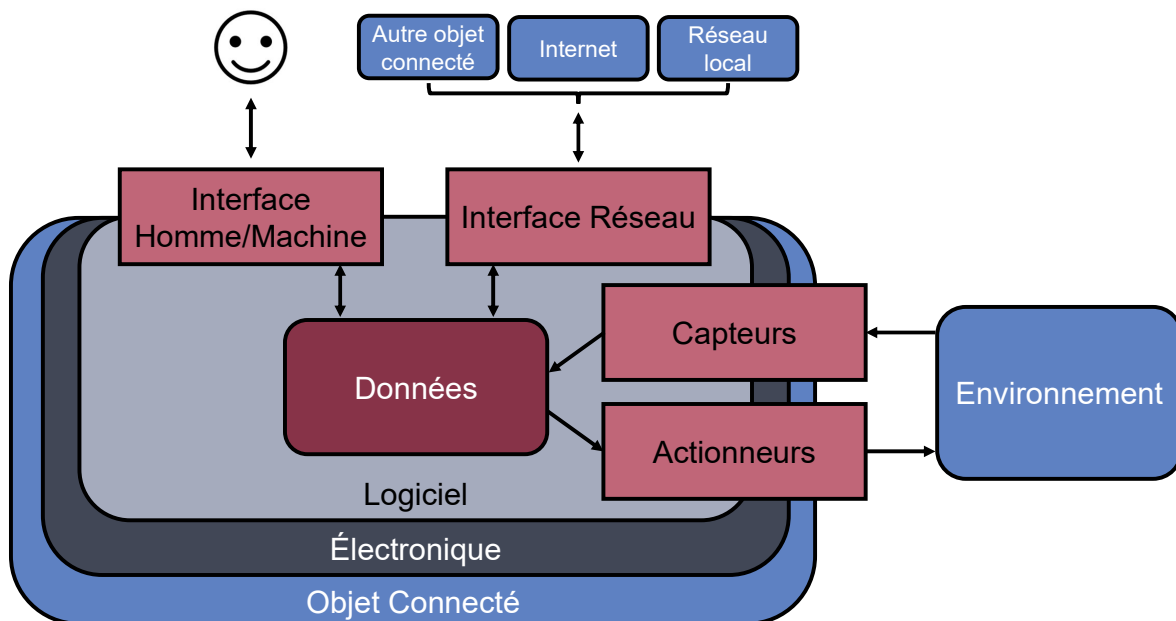 Autre objet
connecté
Internet
Réseau
local
Interface
Homme/Machine
Interface Réseau
Capteurs
Données
Environnement
Actionneurs
Logiciel
Électronique
Objet Connecté